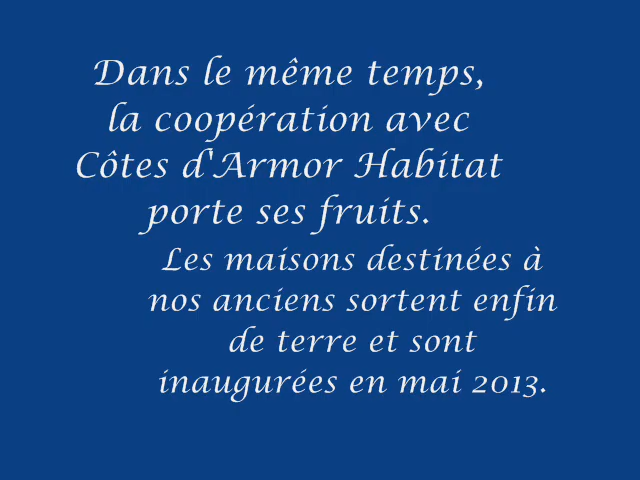 Dans le même temps,
la coopération avec
Côtes d'Armor Habitat
porte ses fruits.
Les maisons destinées à
nos anciens sortent enfin
de terre et sont
inaugurées en mai 2013.